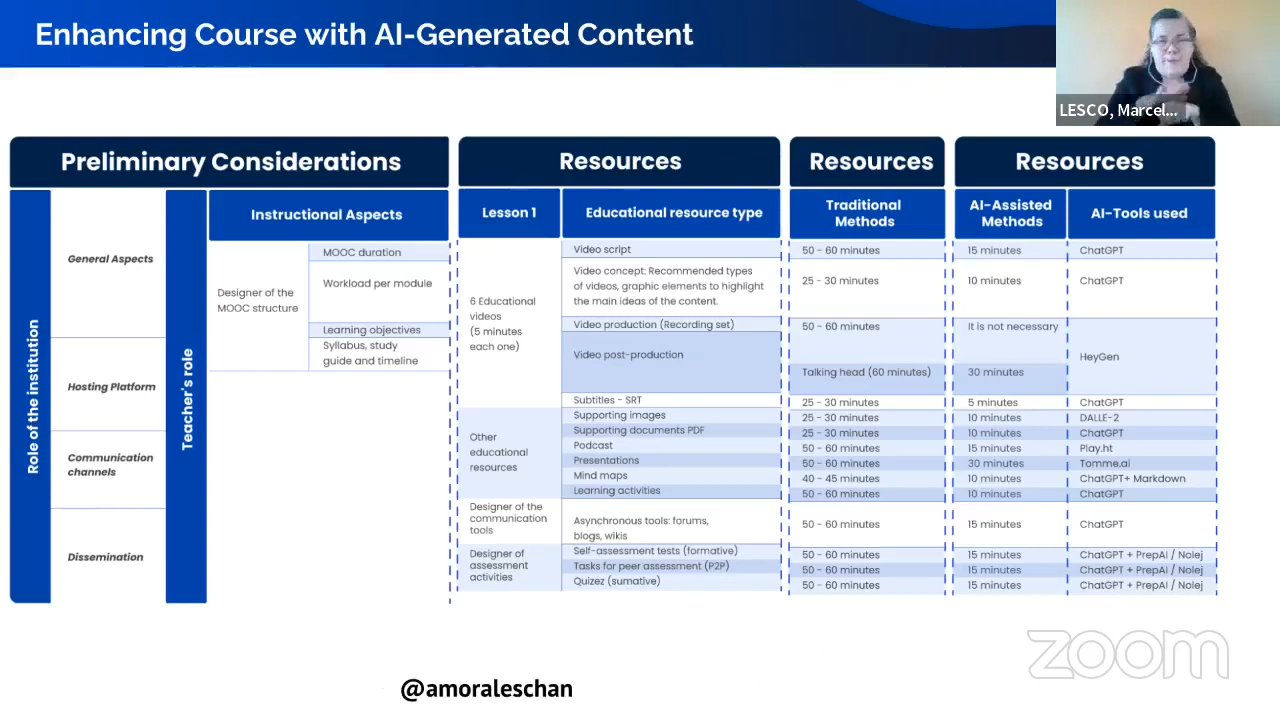 Enhancing Course with AI-Generated Content
LESCO, Marcel...
Preliminary Considerations
Role of the institution
General Aspects
Hosting Platform
Communication
channels
Dissemination
Teacher's role
Instructional Aspects
Designer of the
MOOC structure
MOOC duration
Workload per module
Learning objectives
Syllabus, study
guide and timeline
Resources
Resources
Resources
Lesson 1
Educational resource type
Traditional
Methods
AI-Assisted
Methods
AI-Tools used
6 Educational
videos
(5 minutes
each one)
Video script
50 - 60 minutes
15 minutes
ChatGPT
Video concept: Recommended types
of videos, graphic elements to highlight
the main ideas of the content.
25 - 30 minutes
10 minutes
ChatGPT
Video production (Recording set)
50 - 60 minutes
It is not necessary
HeyGen
Video post-production
Talking head (60 minutes)
30 minutes
Subtitles - SRT
25 - 30 minutes
5 minutes
ChatGPT
Other
educational
resources
Supporting images
25 - 30 minutes
10 minutes
DALLE-2
Supporting documents PDF
25 - 30 minutes
10 minutes
ChatGPT
Podcast
50 - 60 minutes
15 minutes
Play.ht
Presentations
50 - 60 minutes
30 minutes
Tomme.ai
Mind maps
40 - 45 minutes
10 minutes
ChatGPT+ Markdown
Learning activities
50 - 60 minutes
10 minutes
ChatGPT
Designer of the
communication
tools
Asynchronous tools: forums,
blogs, wikis
50 - 60 minutes
15 minutes
ChatGPT
Designer of
assessment
activities
Self-assessment tests (formative)
50 - 60 minutes
15 minutes
ChatGPT + PrepAI / Nolej
Tasks for peer assessment (P2P)
50 - 60 minutes
15 minutes
ChatGPT + PrepAI / Nolej
Quizez (sumative)
50 - 60 minutes
15 minutes
ChatGPT + PrepAI / Nolej
zoom
@amoraleschan